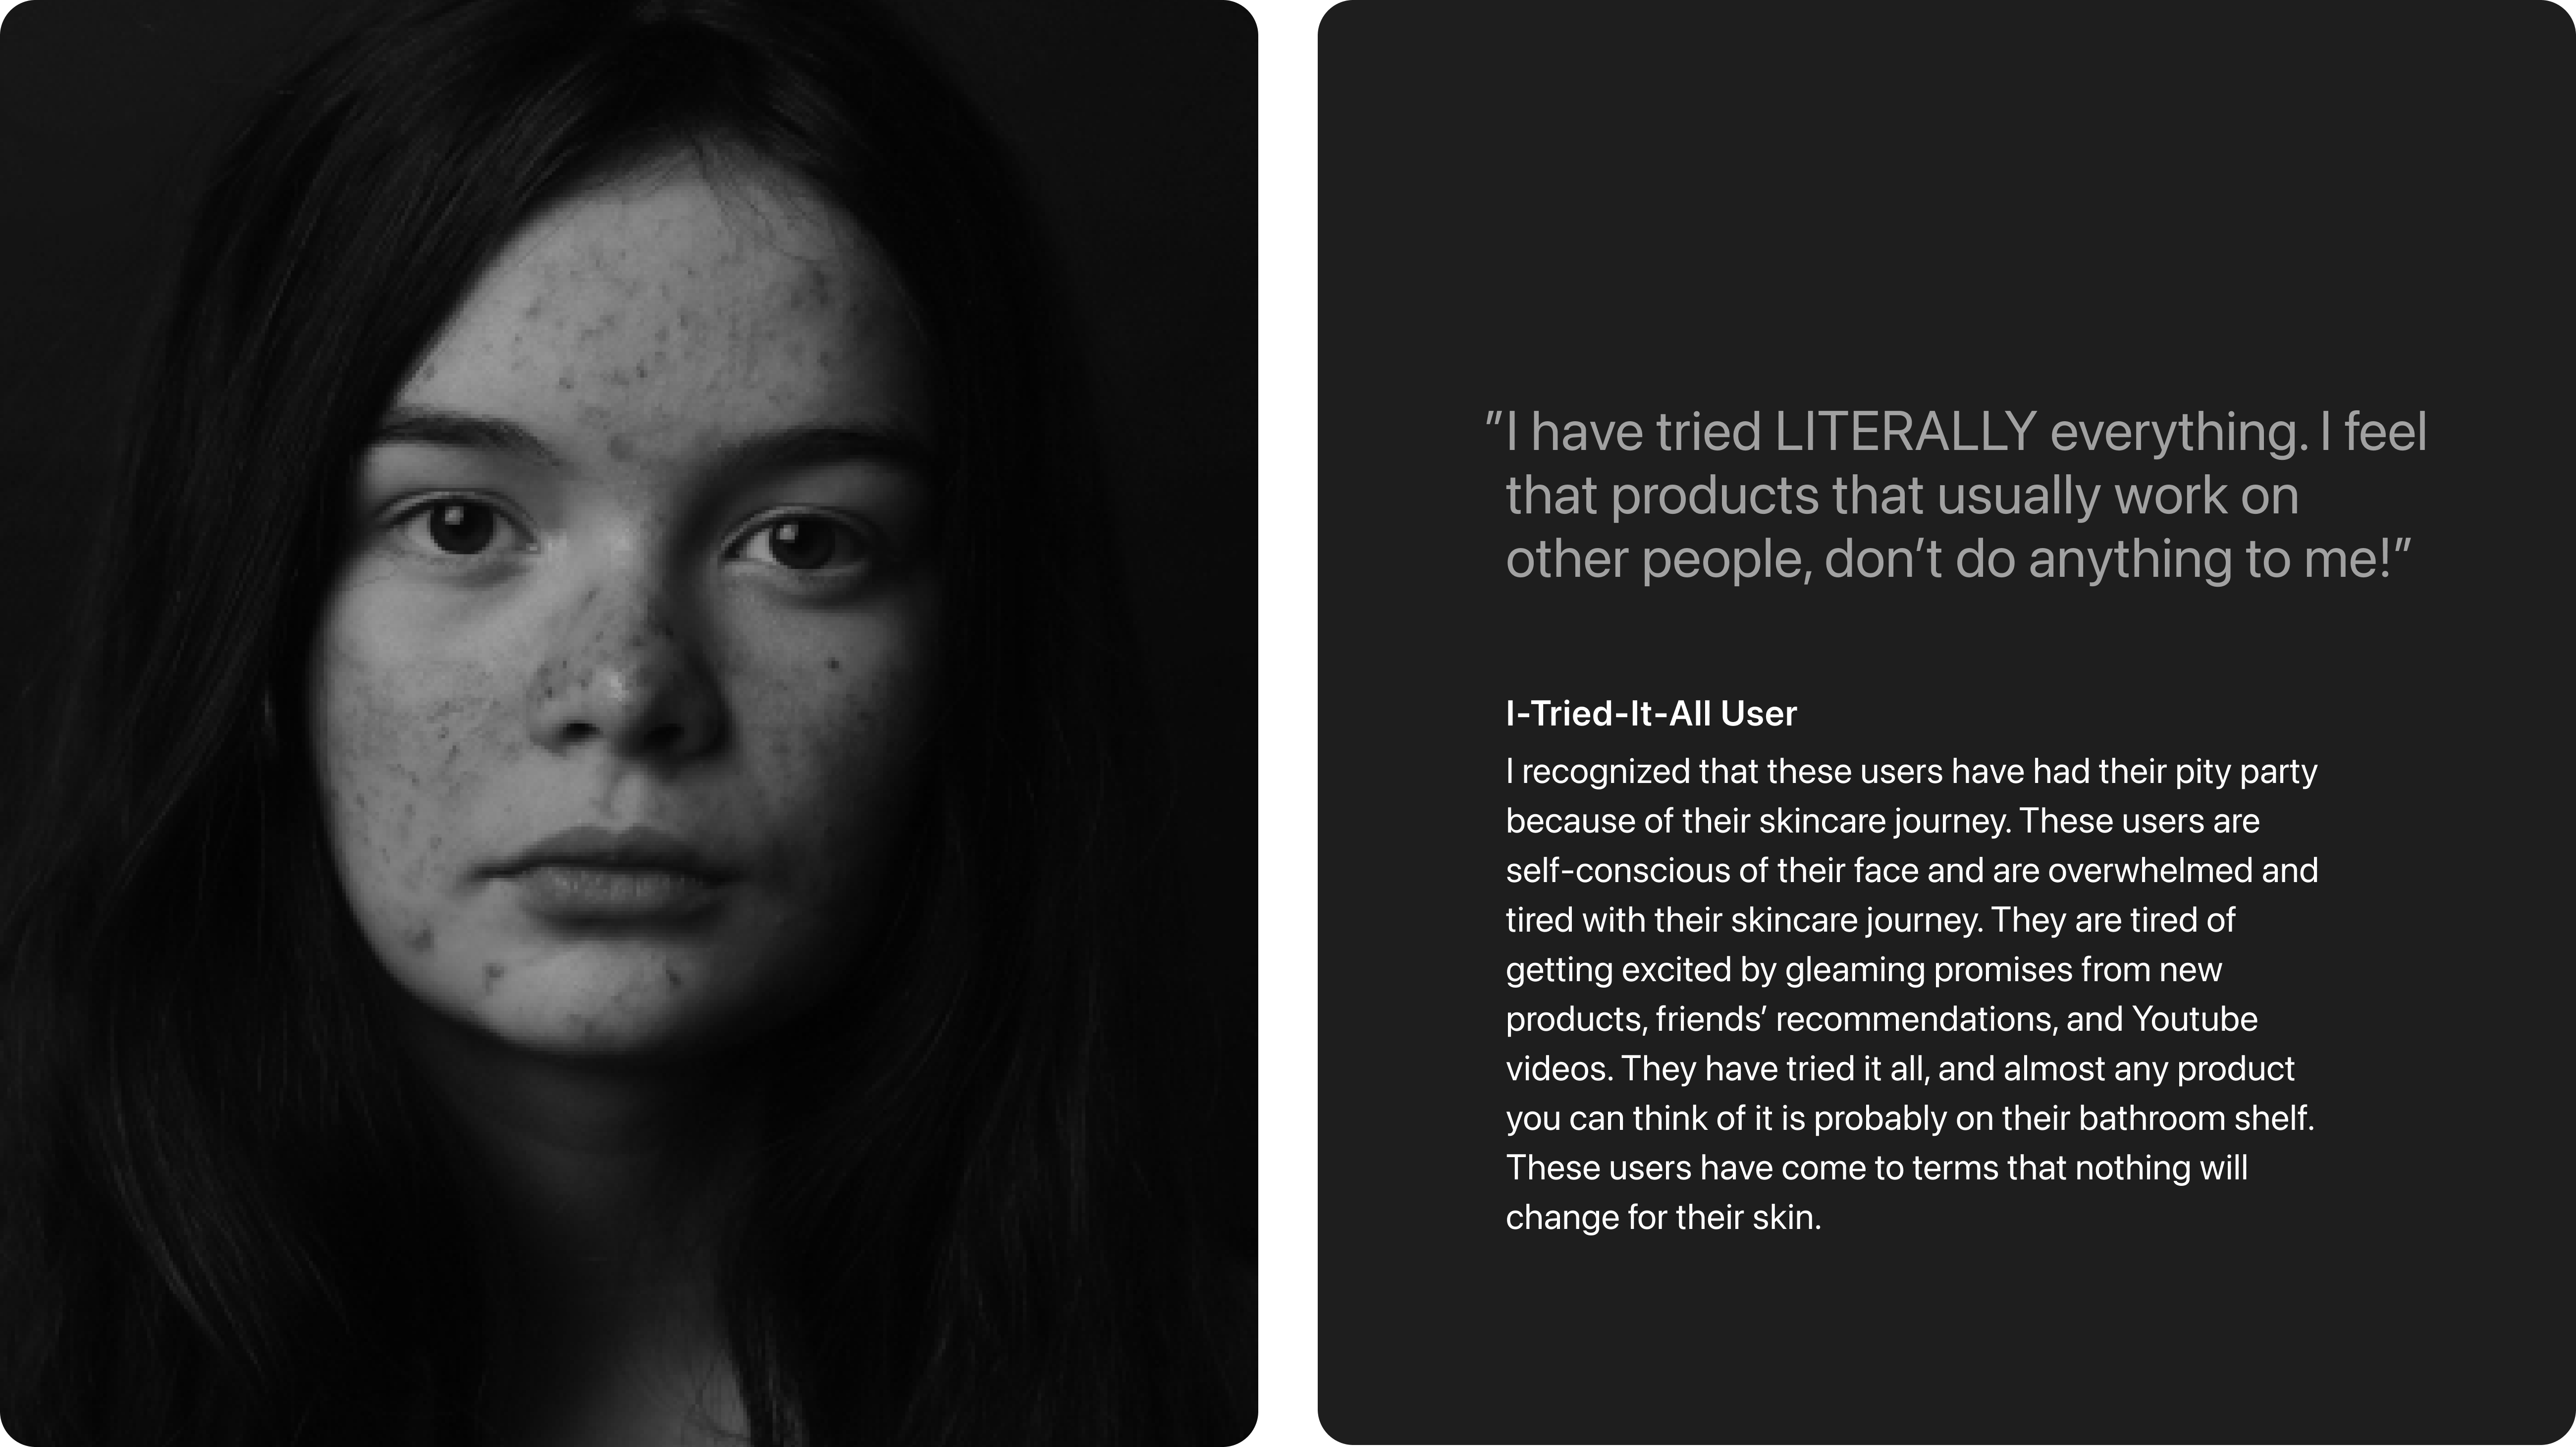 "I have tried LITERALLY everything. I feel
that products that usually work on
other people, don’t do anything to me!”
I-Tried-It-All User
I recognized that these users have had their pity party
because of their skincare journey. These users are
self-conscious of their face and are overwhelmed and
tired with their skincare journey. They are tired of
getting excited by gleaming promises from new
products, friends’ recommendations, and Youtube
videos. They have tried it all, and almost any product
you can think of it is probably on their bathroom shelf.
These users have come to terms that nothing will
change for their skin.